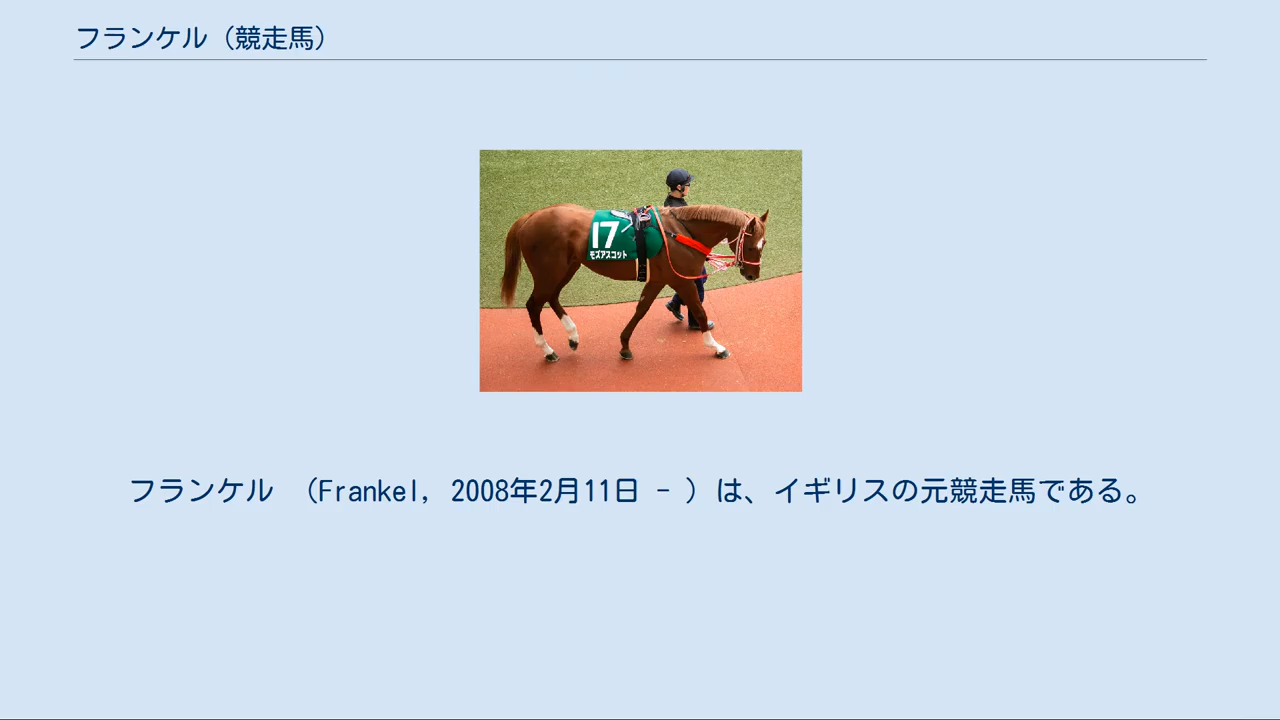 フランケル（競走馬）
17
モズアスコット
フランケル （Frankel, 2008年2月11日 - ）は、イギリスの元競走馬である。